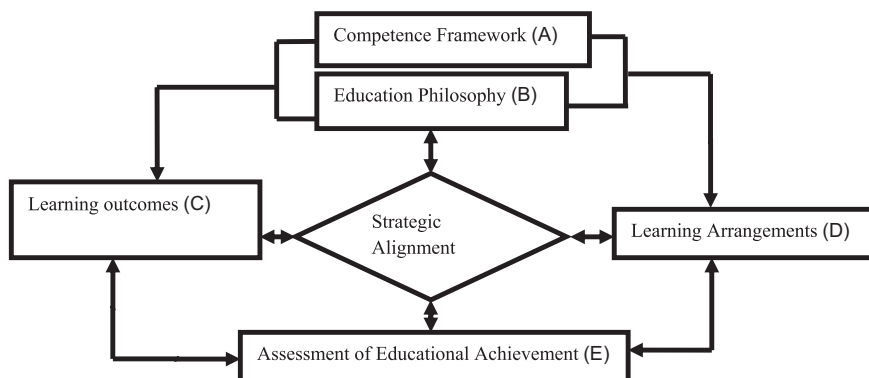 Competence Framework (A)
Education Philosophy (B)
Learning outcomes (C)
Strategic
Alignment
Learning Arrangements (D)
Assessment of Educational Achievement (E)